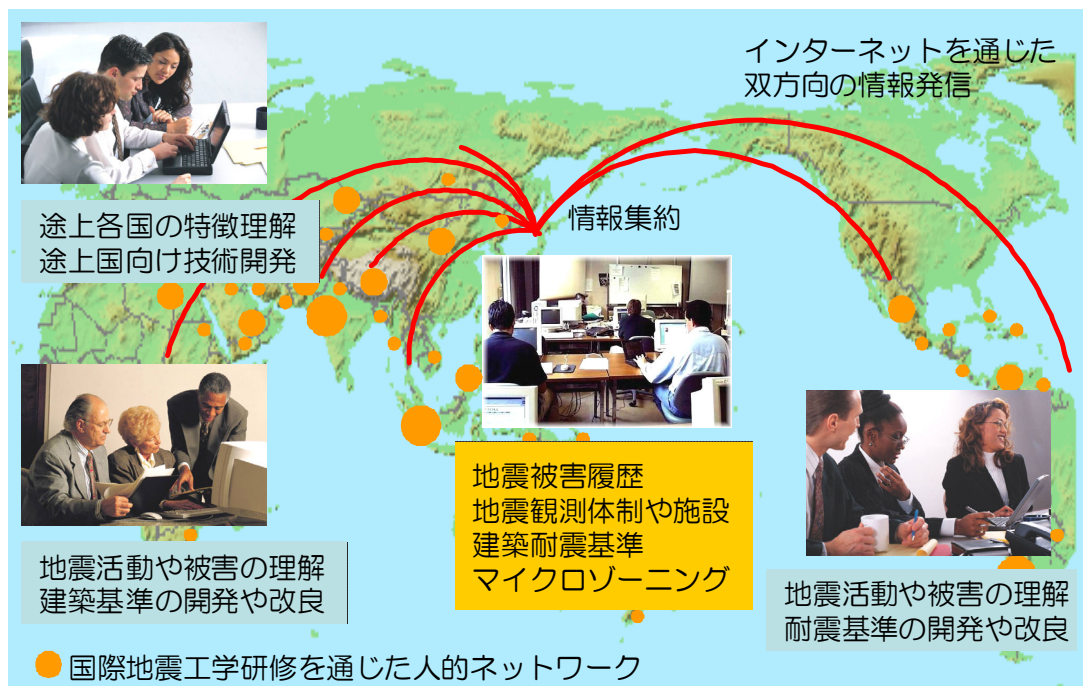 インターネットを通じた
双方向の情報発信
途上各国の特徴理解
途上国向け技術開発
情報集約
地震被害履歴
地震観測体制や施設
建築耐震基準
マイクロゾーニング
地震活動や被害の理解
建築基準の開発や改良
地震活動や被害の理解
耐震基準の開発や改良
国際地震工学研修を通じた人的ネットワーク